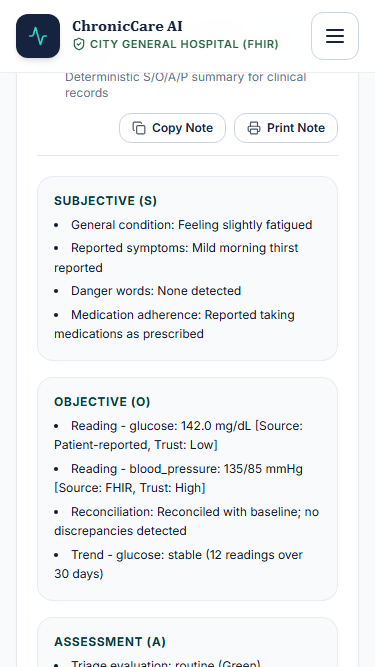 ChronicCare AI
CITY GENERAL HOSPITAL (FHIR)
Deterministic S/O/A/P summary for clinical
records
Copy Note
Print Note
SUBJECTIVE (S)
• General condition: Feeling slightly fatigued
• Reported symptoms: Mild morning thirst
reported
• Danger words: None detected
• Medication adherence: Reported taking
medications as prescribed
OBJECTIVE (O)
• Reading - glucose: 142.0 mg/dL [Source:
Patient-reported, Trust: Low]
• Reading - blood_pressure: 135/85 mmHg
[Source: FHIR, Trust: High]
• Reconciliation: Reconciled with baseline; no
discrepancies detected
• Trend - glucose: stable (12 readings over
30 days)
ASSESSMENT (A)
• Triage evaluation: routine (Green)